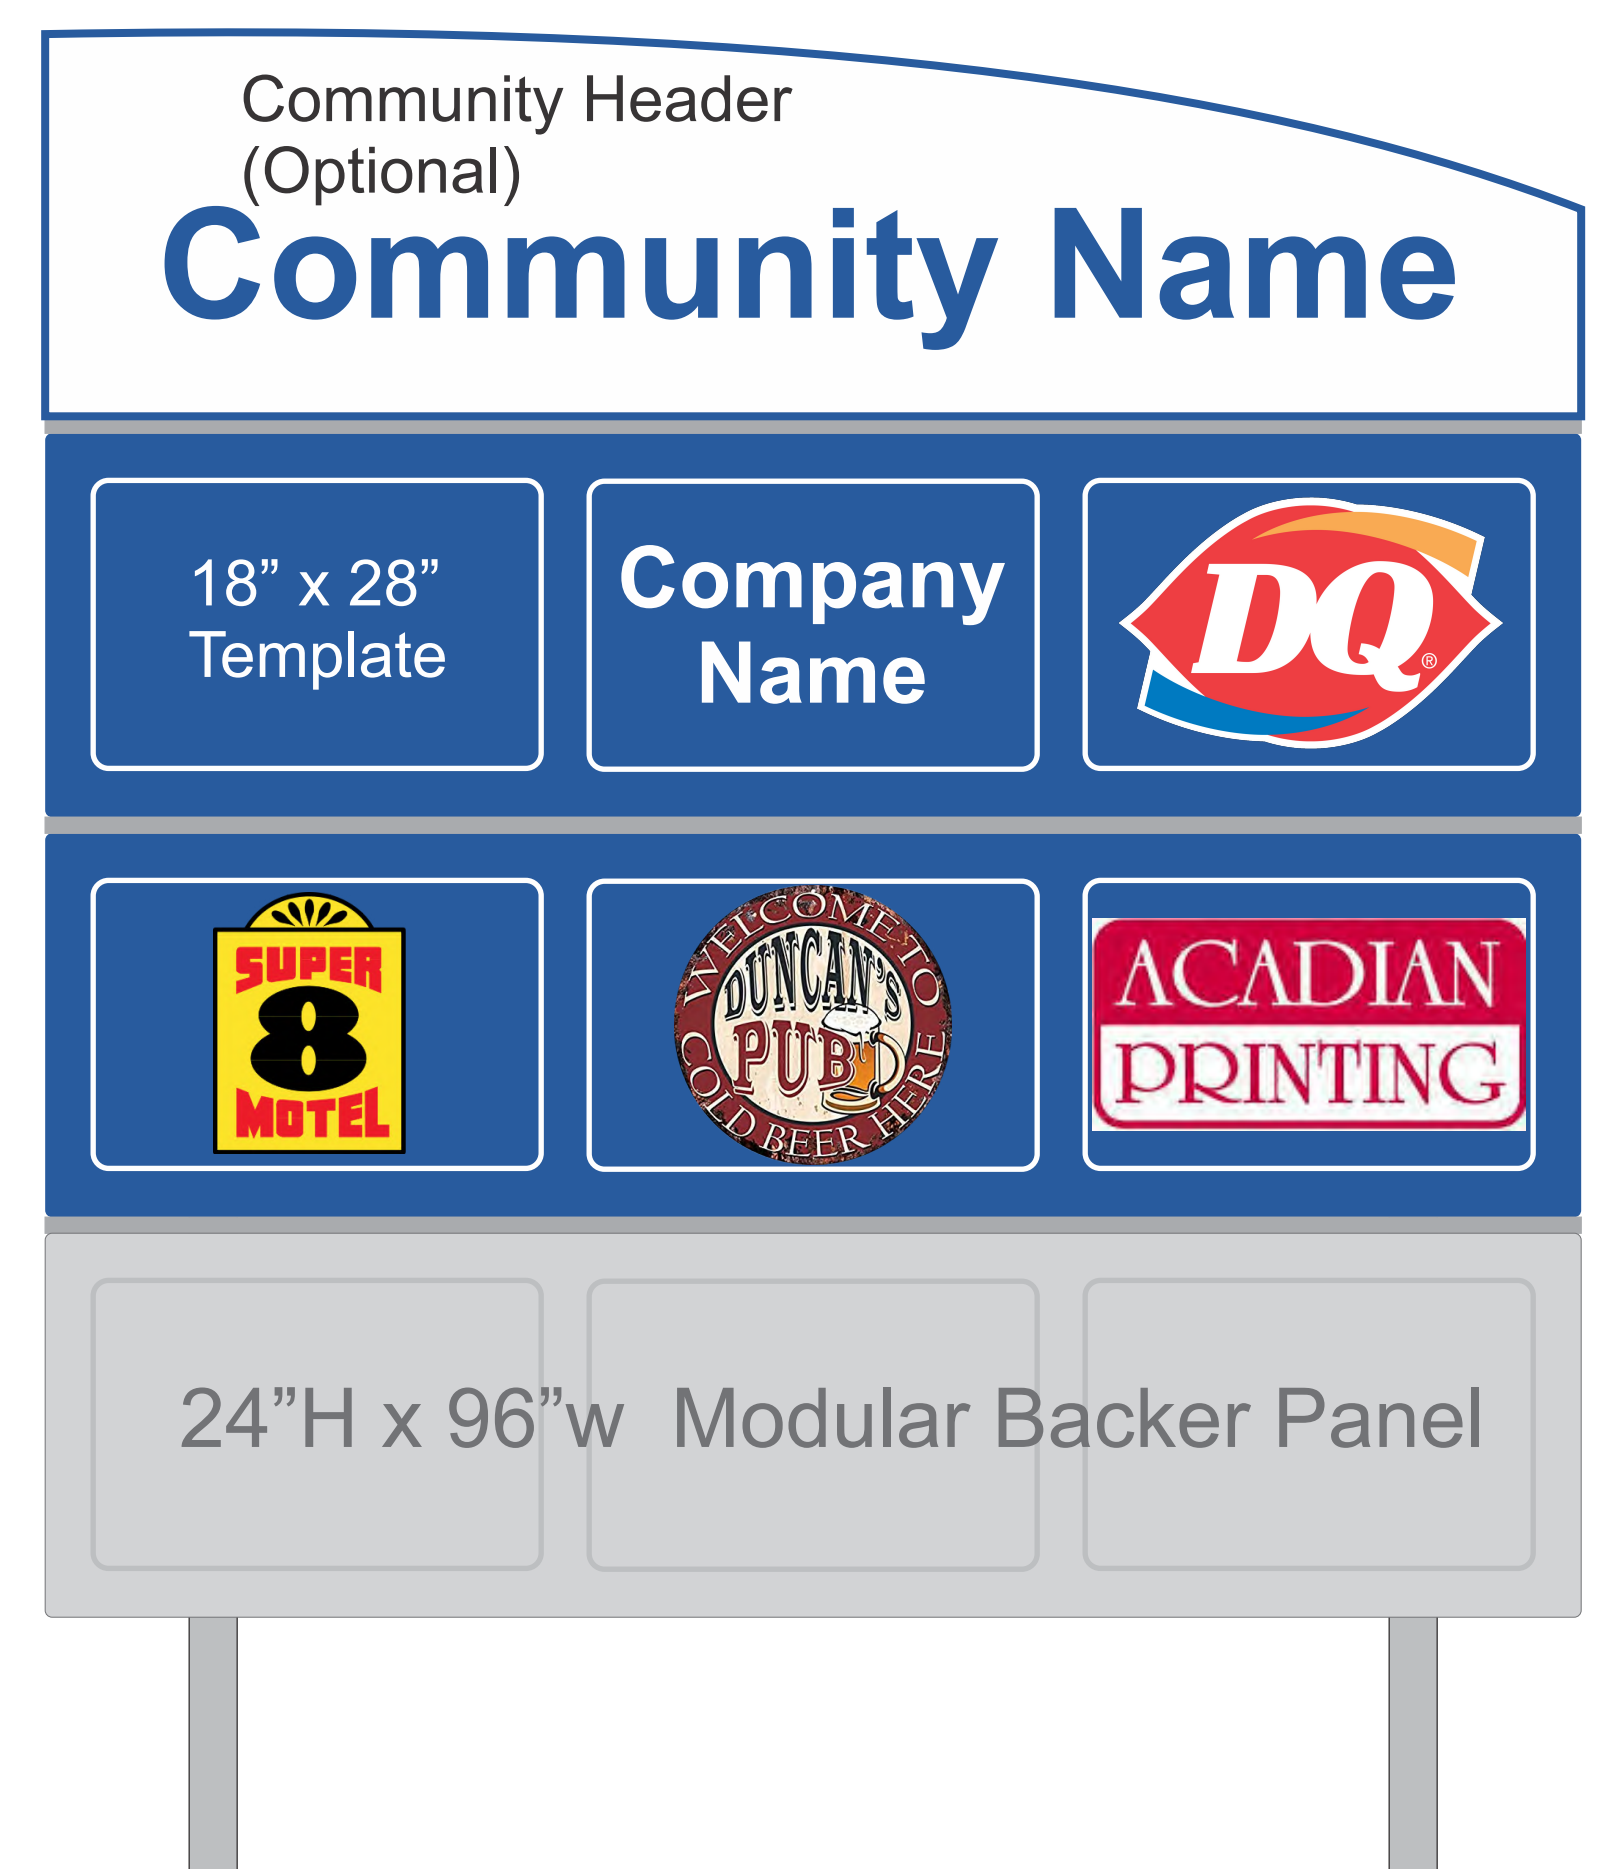 Community Header
(Optional)
Community Name
18” x 28”
Template
Company
Name
DQ®
SUPER
8
MOTEL
WELCOME TO
DUNCAN'S
PUB
COLD BEER HERE
ACADIAN
PRINTING
24”H x 96”w  Modular Backer Panel